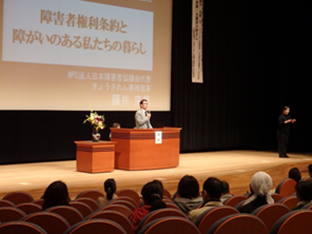 障害者権利条約と
障がいのある私たちの暮らし
NPO法人日本障害者協議会代表
きょうされん専務理事
藤井